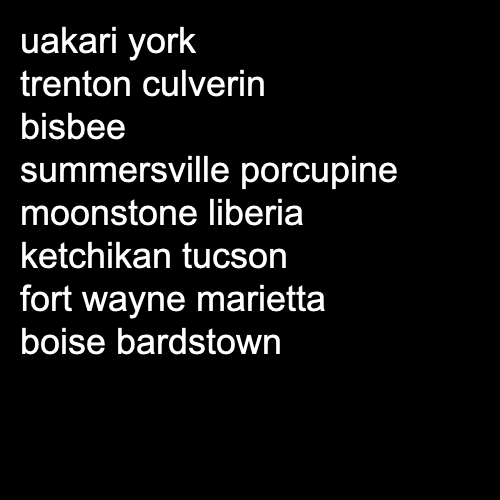 uakari york
trenton culverin
bisbee
summersville porcupine
moonstone liberia
ketchikan tucson
fort wayne marietta
boise bardstown